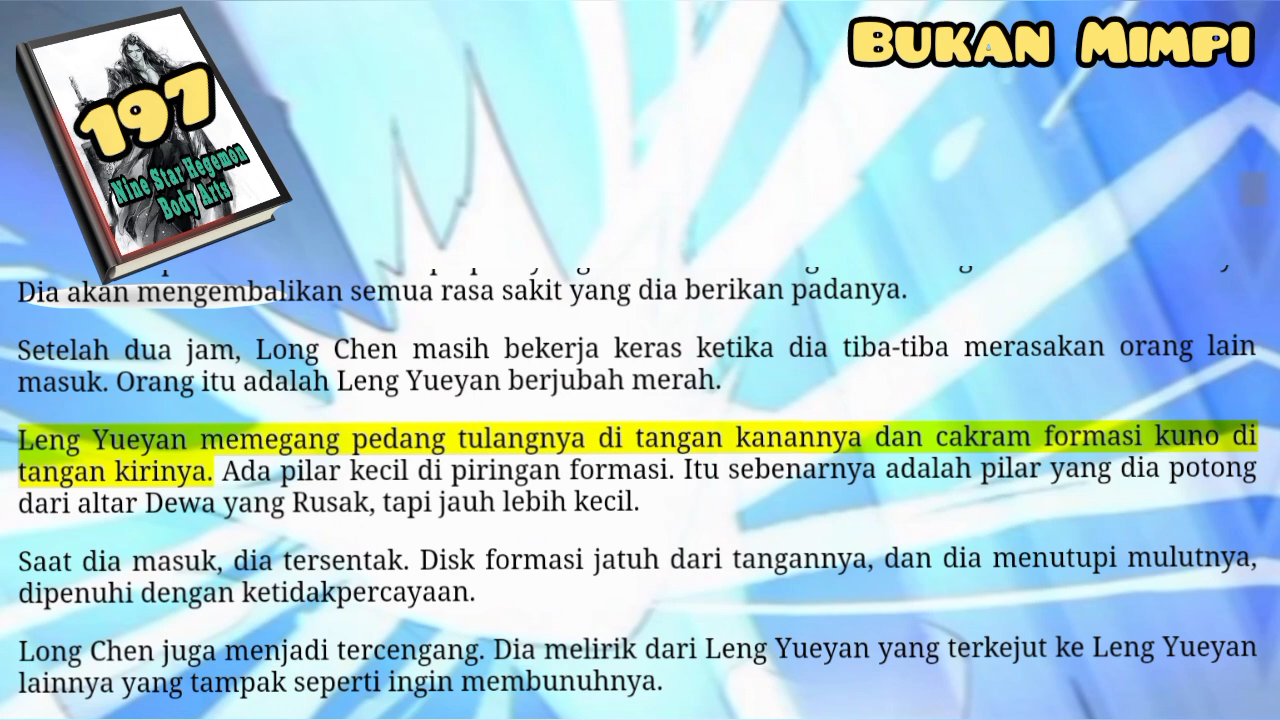 Bukan Mimpi
197
Nine Star Hegemon
Body Arts
Dia akan mengembalikan semua rasa sakit yang dia berikan padanya.
Setelah dua jam, Long Chen masih bekerja keras ketika dia tiba-tiba merasakan orang lain
masuk. Orang itu adalah Leng Yueyan berjubah merah.
Leng Yueyan memegang pedang tulangnya di tangan kanannya dan cakram formasi kuno di
tangan kirinya. Ada pilar kecil di piringan formasi. Itu sebenarnya adalah pilar yang dia potong
dari altar Dewa yang Rusak, tapi jauh lebih kecil.
Saat dia masuk, dia tersentak. Disk formasi jatuh dari tangannya, dan dia menutupi mulutnya,
dipenuhi dengan ketidakpercayaan.
Long Chen juga menjadi tercengang. Dia melirik dari Leng Yueyan yang terkejut ke Leng Yueyan
lainnya yang tampak seperti ingin membunuhnya.